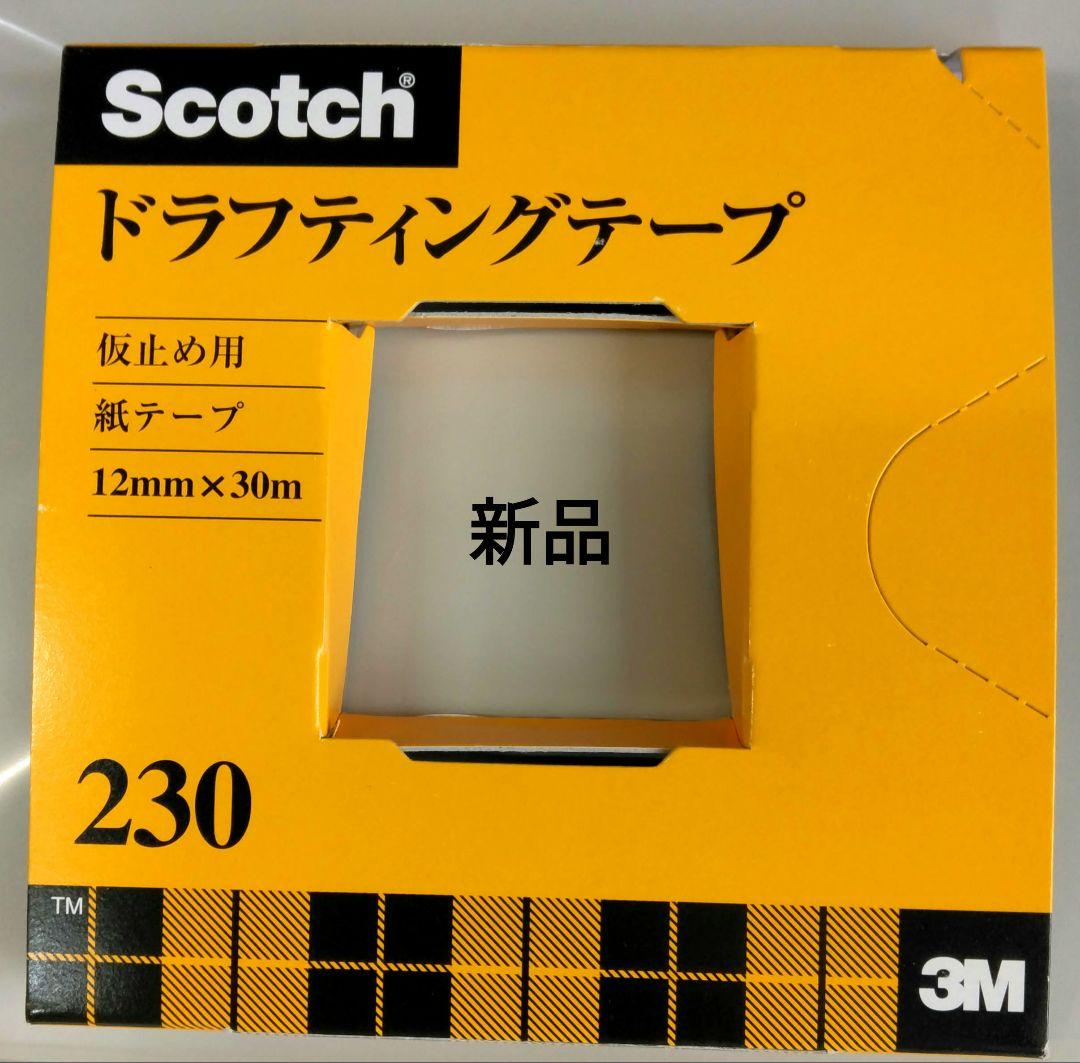 Scotch®
ドラフティングテープ
仮止め用
紙テープ
12mm×30m
新品
230
TM
3M